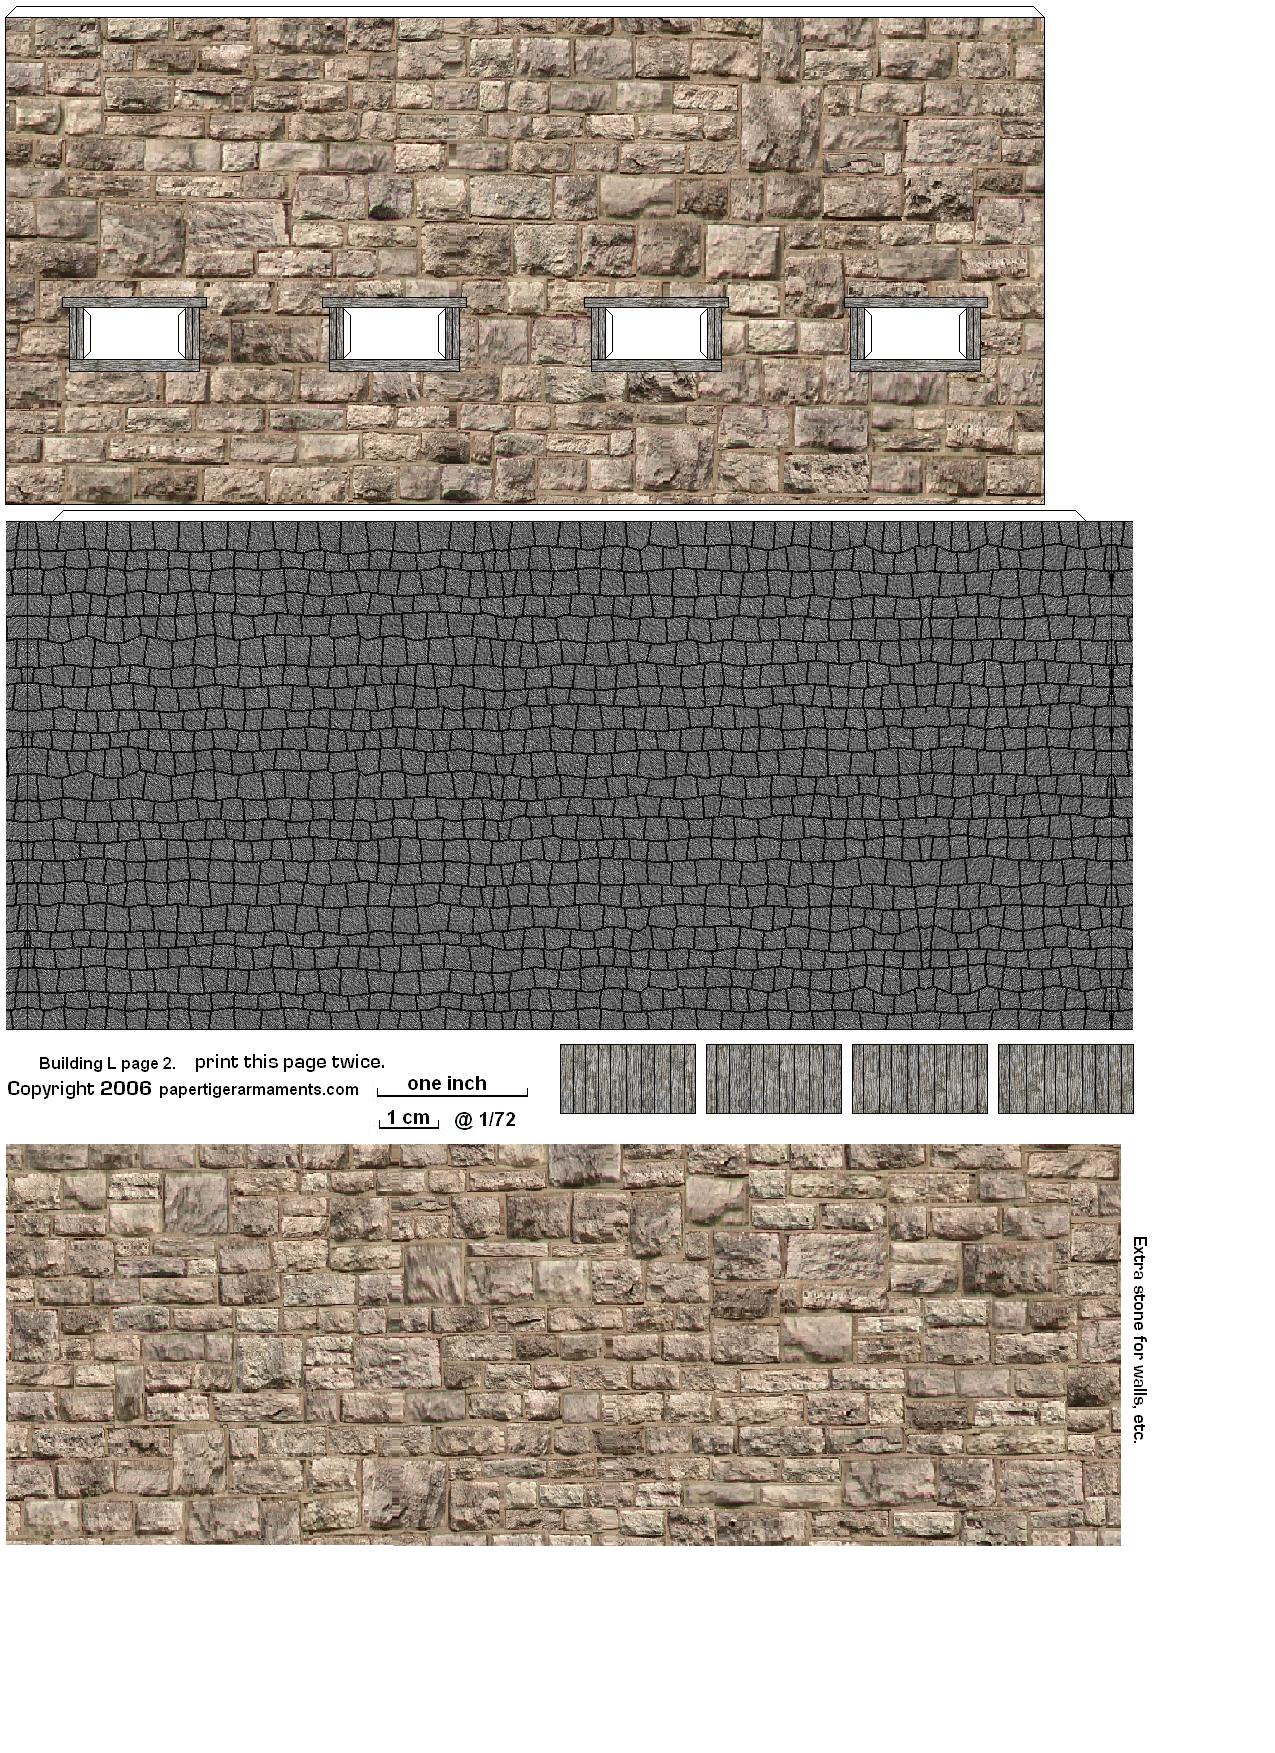 Building L page 2. print this page twice.
Copyright 2006 papertigerarmaments.com
one inch
1 cm @ 1/72
Extra stone for walls, etc.